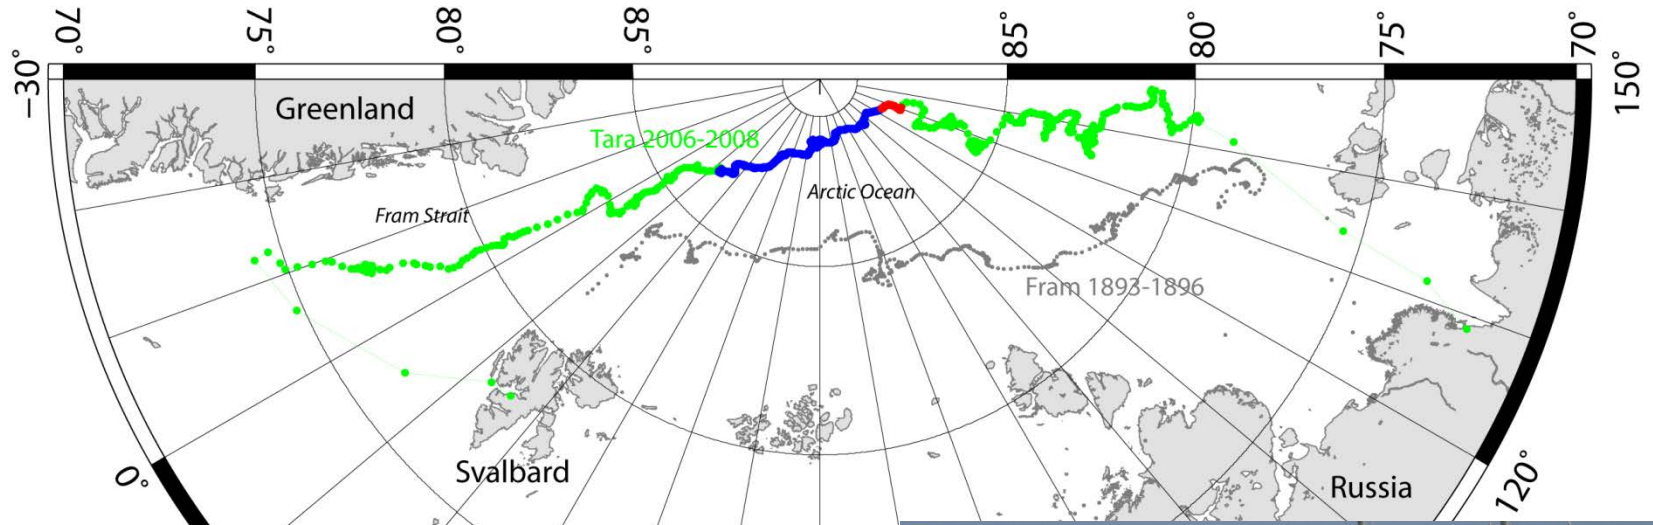 70°
75°
80°
85°
85°
80°
75°
70°
−30°
150°
Greenland
Tara 2006-2008
Arctic Ocean
Fram Strait
Fram 1893-1896
Svalbard
Russia
0°
120°